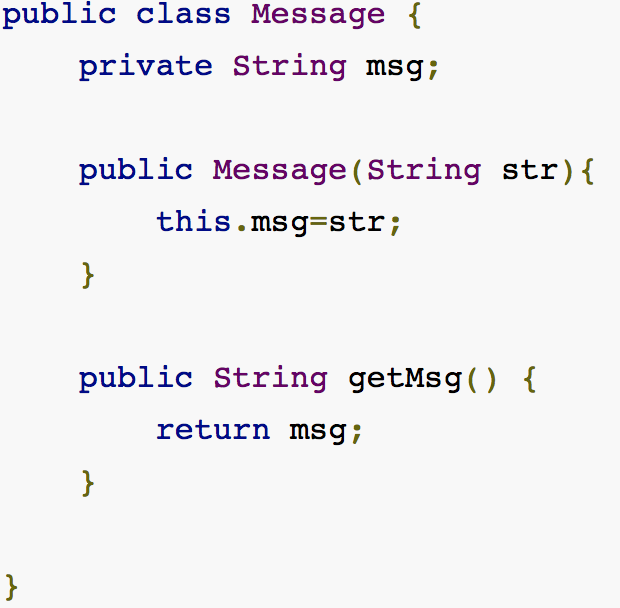 public class Message {
    private String msg;

    public Message(String str){
        this.msg=str;
    }

    public String getMsg() {
        return msg;
    }

}